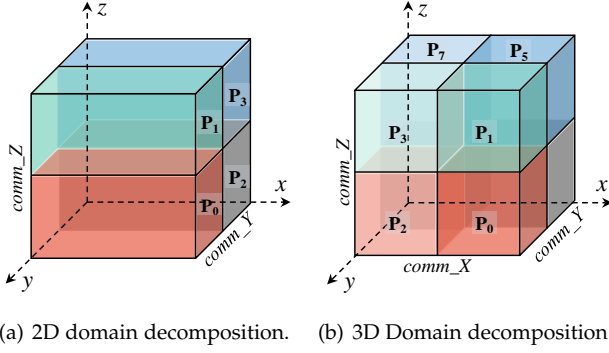 z
P3
P1
comm_Z
P2
P0
x
comm_Y
y
(a) 2D domain decomposition.
z
P7
P5
P3
P1
comm_Z
P2
P0
x
comm_Y
comm_X
y
(b) 3D Domain decomposition